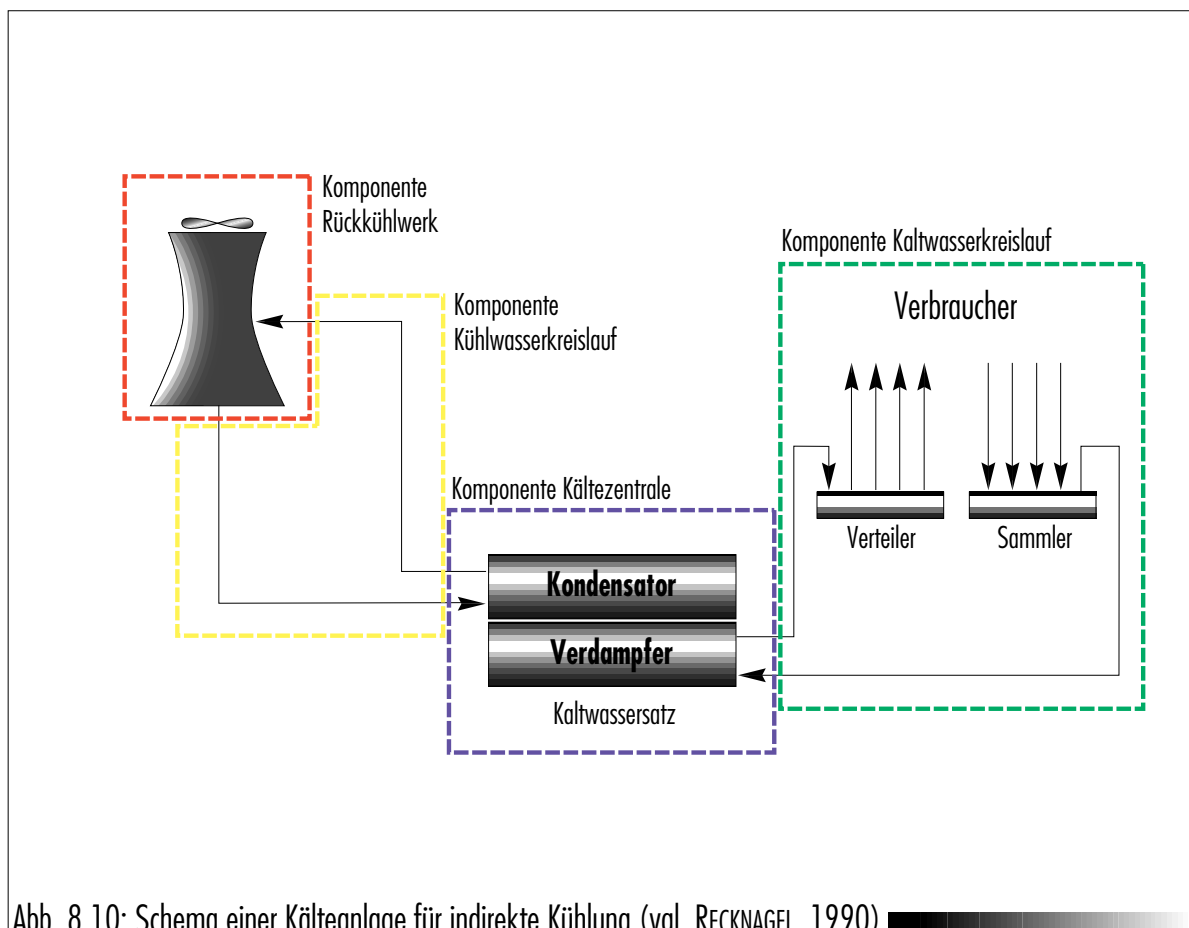 Komponente
Rückkühlwerk
Komponente Kaltwasserkreislauf
Komponente
Kühlwasserkreislauf
Verbraucher
Komponente Kältezentrale
Verteiler
Sammler
Kondensator
Verdampfer
Kaltwassersatz
Abb. 8.10: Schema einer Kälteanlage für indirekte Kühlung (vgl. RECKNAGEL, 1990)